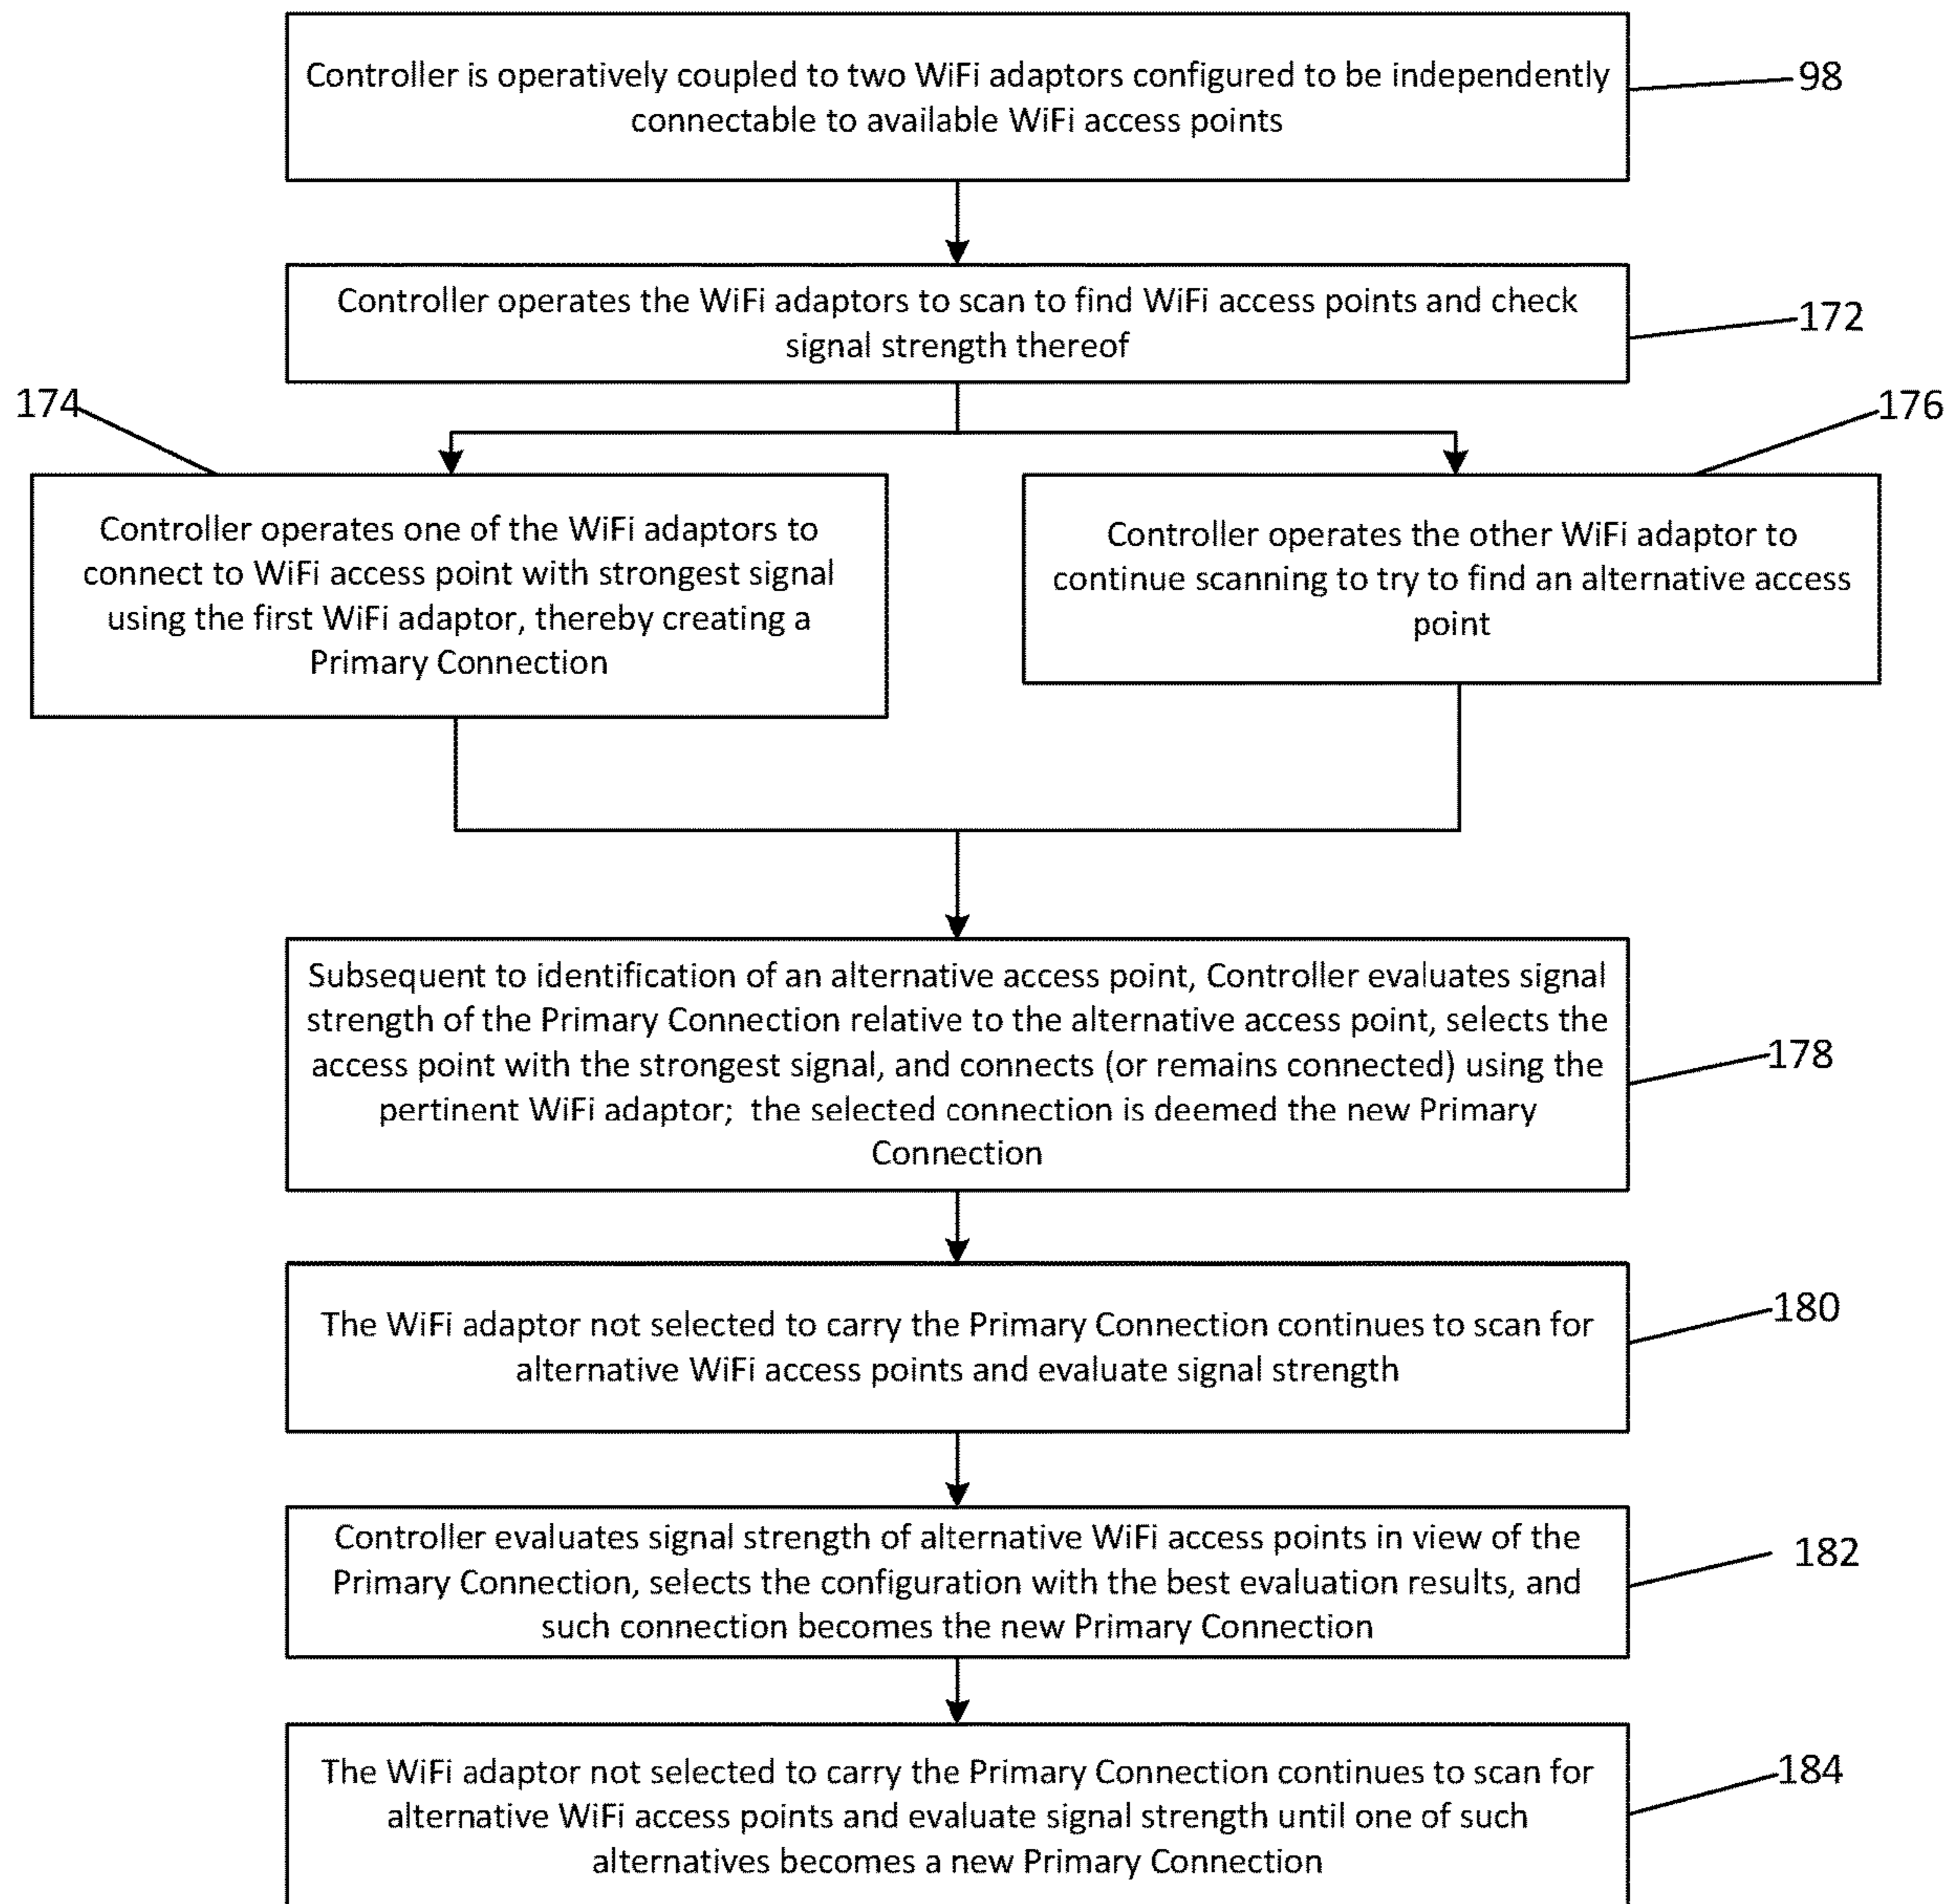 Controller is operatively coupled to two WiFi adaptors configured to be independently
connectable to available WiFi access points
98
Controller operates the WiFi adaptors to scan to find WiFi access points and check
signal strength thereof
172
174
176
Controller operates one of the WiFi adaptors to
connect to WiFi access point with strongest signal
using the first WiFi adaptor, thereby creating a
Primary Connection
Controller operates the other WiFi adaptor to
continue scanning to try to find an alternative access
point
Subsequent to identification of an alternative access point, Controller evaluates signal
strength of the Primary Connection relative to the alternative access point, selects the
access point with the strongest signal, and connects (or remains connected) using the
pertinent WiFi adaptor; the selected connection is deemed the new Primary
Connection
178
The WiFi adaptor not selected to carry the Primary Connection continues to scan for
alternative WiFi access points and evaluate signal strength
180
Controller evaluates signal strength of alternative WiFi access points in view of the
Primary Connection, selects the configuration with the best evaluation results, and
such connection becomes the new Primary Connection
182
The WiFi adaptor not selected to carry the Primary Connection continues to scan for
alternative WiFi access points and evaluate signal strength until one of such
alternatives becomes a new Primary Connection
184